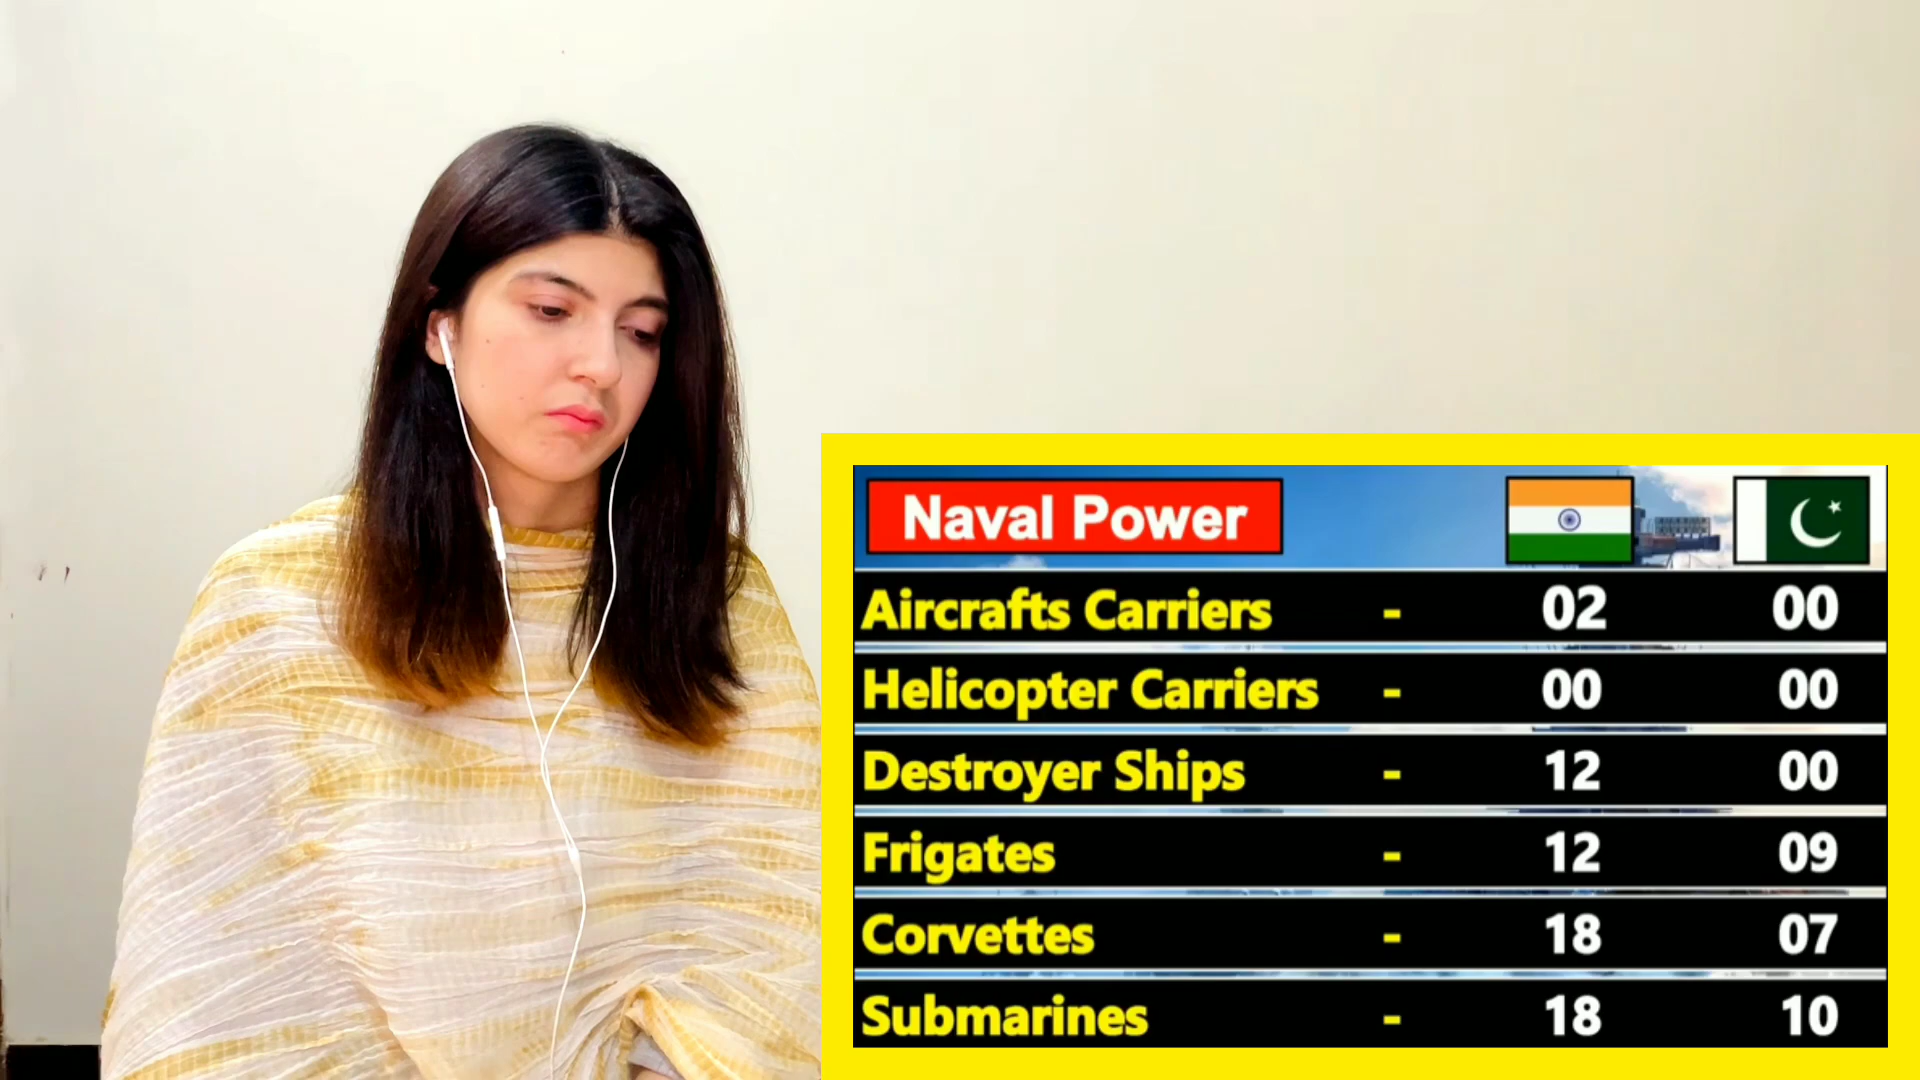 Naval Power
Aircrafts Carriers - 02 00
Helicopter Carriers - 00 00
Destroyer Ships - 12 00
Frigates - 12 09
Corvettes - 18 07
Submarines - 18 10